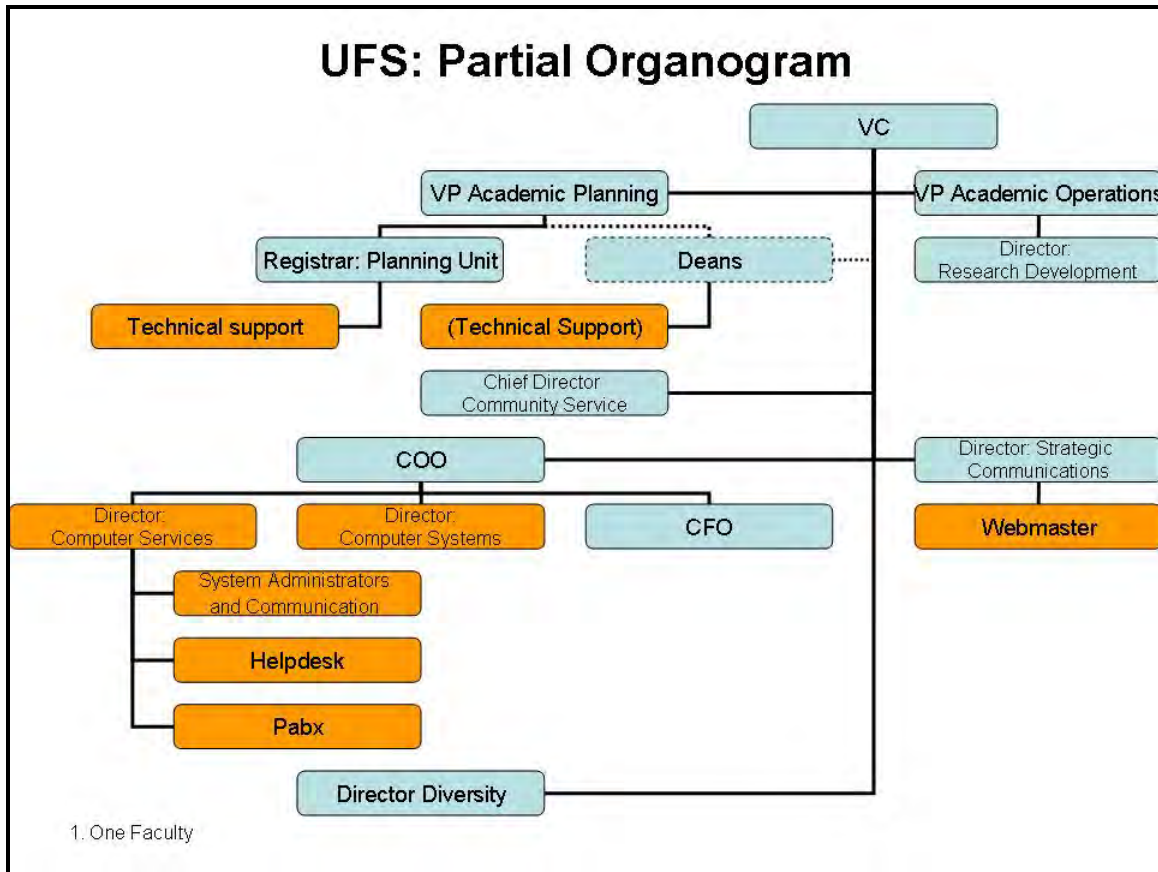 UFS: Partial Organogram
VC
VP Academic Planning
VP Academic Operations
Registrar: Planning Unit
Deans
Director:
Research Development
Technical support
(Technical Support)
Chief Director
Community Service
COO
Director: Strategic
Communications
Director:
Computer Services
Director:
Computer Systems
CFO
Webmaster
System Administrators
and Communication
Helpdesk
Pabx
Director Diversity
1. One Faculty